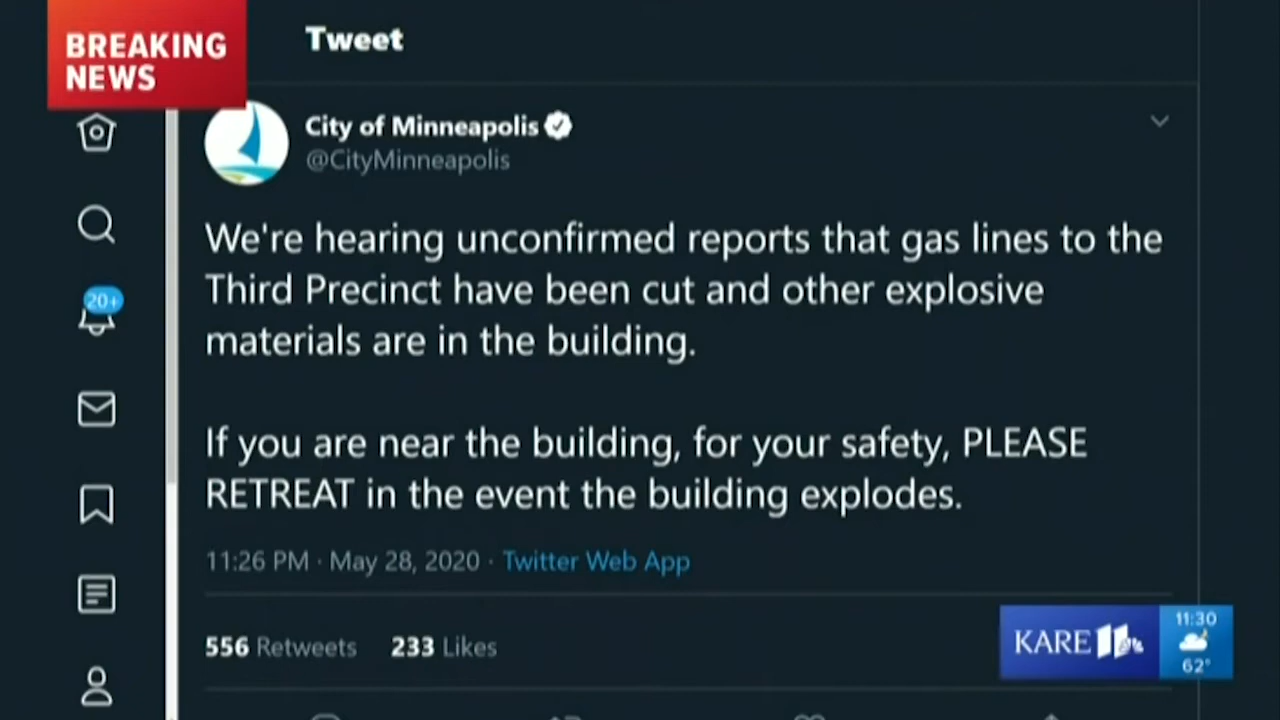 BREAKING
NEWS
Tweet
City of Minneapolis
@CityMinneapolis
20+
We're hearing unconfirmed reports that gas lines to the
Third Precinct have been cut and other explosive
materials are in the building.
If you are near the building, for your safety, PLEASE
RETREAT in the event the building explodes.
11:26 PM · May 28, 2020 · Twitter Web App
556 Retweets 233 Likes
KARE 11
11:30
62°